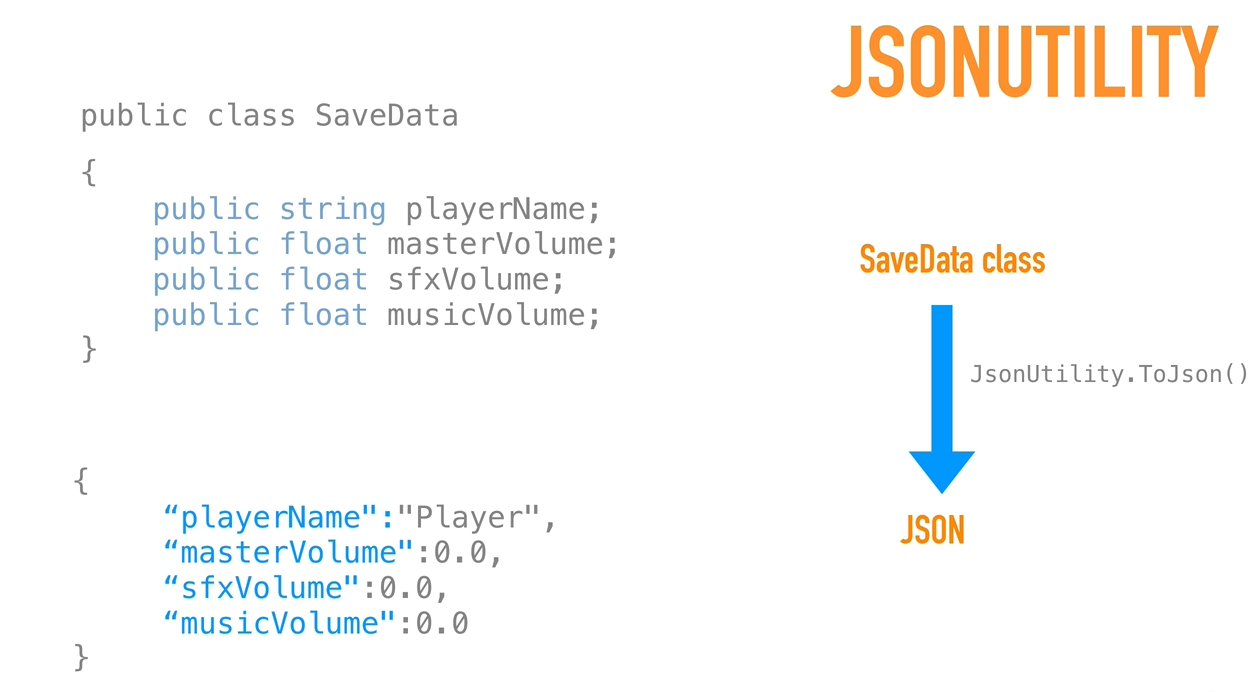 JSONUTILITY
public class SaveData
{
public string playerName;
public float masterVolume;
public float sfxVolume;
public float musicVolume;
}
{
“playerName":"Player",
“masterVolume":0.0,
“sfxVolume":0.0,
“musicVolume":0.0
}
SaveData class
JsonUtility.ToJson()
JSON